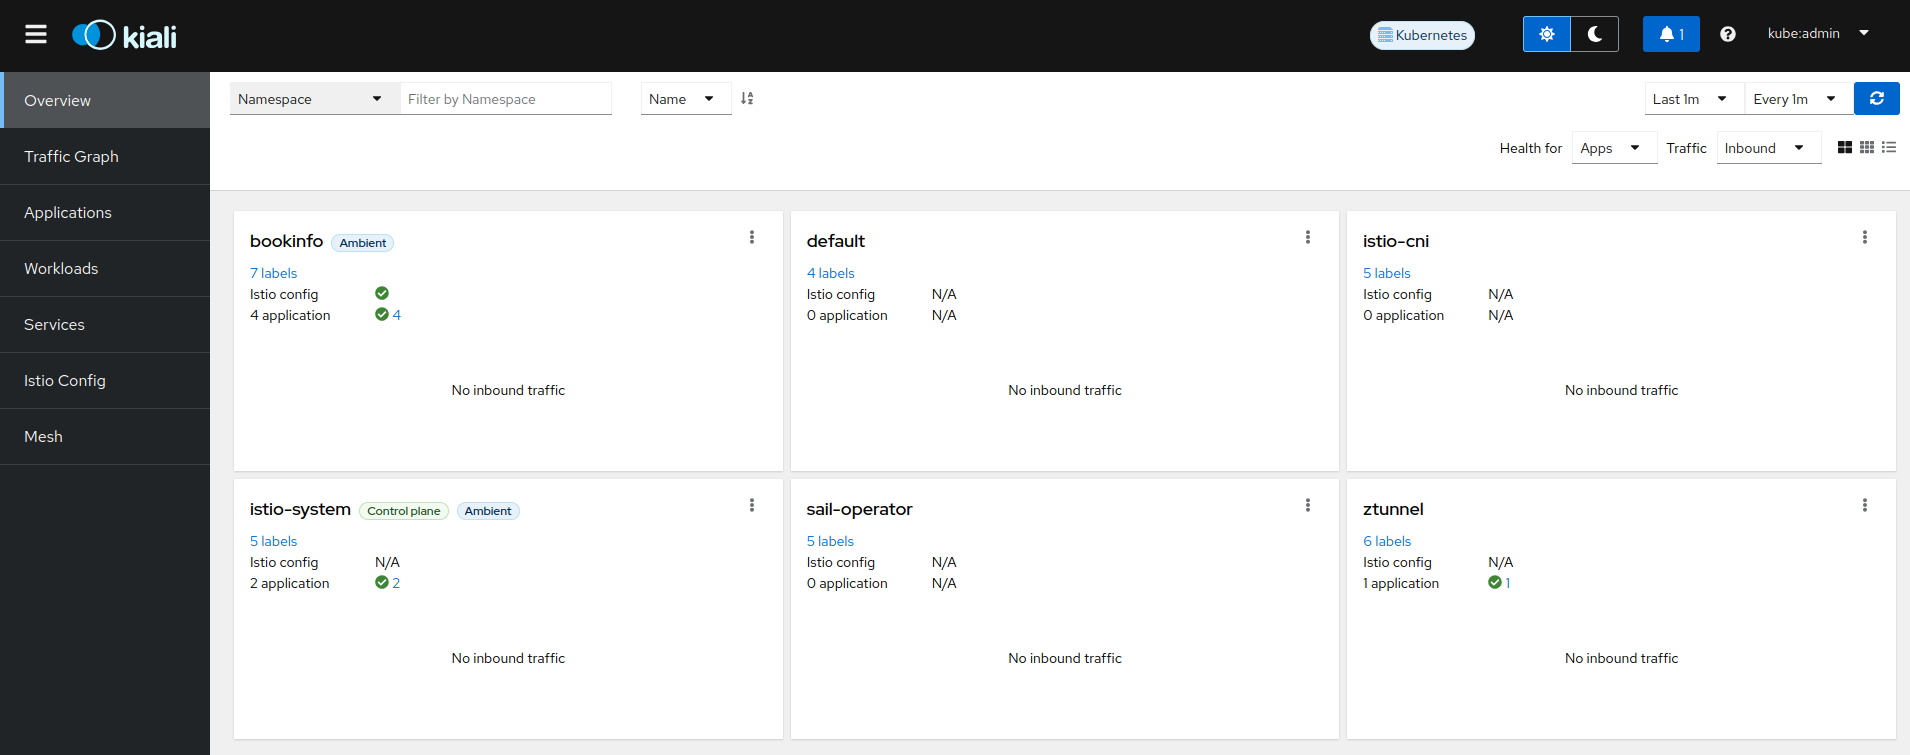 kiali
Kubernetes
1
kube:admin
Overview
Traffic Graph
Applications
Workloads
Services
Istio Config
Mesh
Namespace
Filter by Namespace
Name
Last 1m
Every 1m
Health for
Apps
Traffic
Inbound
bookinfo Ambient
7 labels
Istio config
4 application 4
No inbound traffic
default
4 labels
Istio config N/A
0 application N/A
No inbound traffic
istio-cni
5 labels
Istio config N/A
0 application N/A
No inbound traffic
istio-system Control plane Ambient
5 labels
Istio config N/A
2 application 2
No inbound traffic
sail-operator
5 labels
Istio config N/A
0 application N/A
No inbound traffic
ztunnel
6 labels
Istio config N/A
1 application 1
No inbound traffic